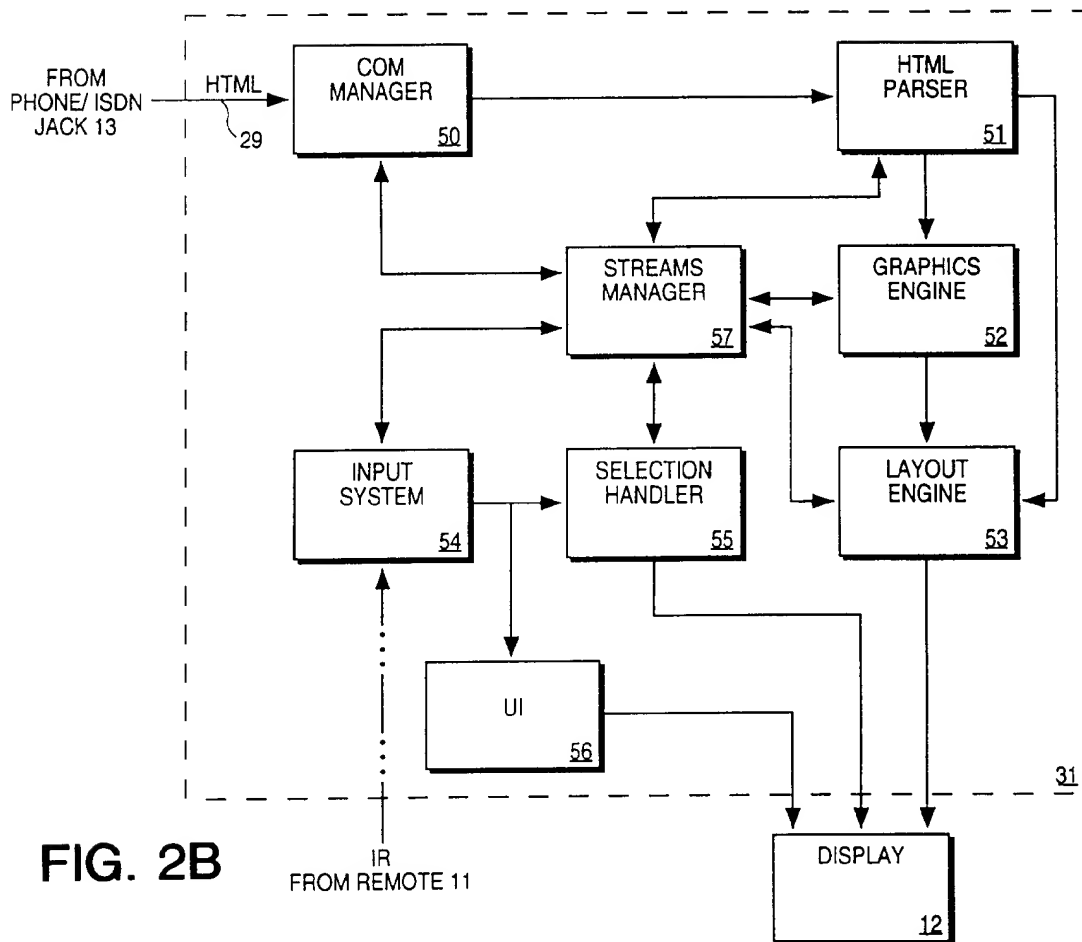 FROM
PHONE/ ISDN
JACK 13
HTML
29
COM
MANAGER
50
HTML
PARSER
51
STREAMS
MANAGER
57
GRAPHICS
ENGINE
52
INPUT
SYSTEM
54
SELECTION
HANDLER
55
LAYOUT
ENGINE
53
UI
56
31
FIG. 2B
IR
FROM REMOTE 11
DISPLAY
12